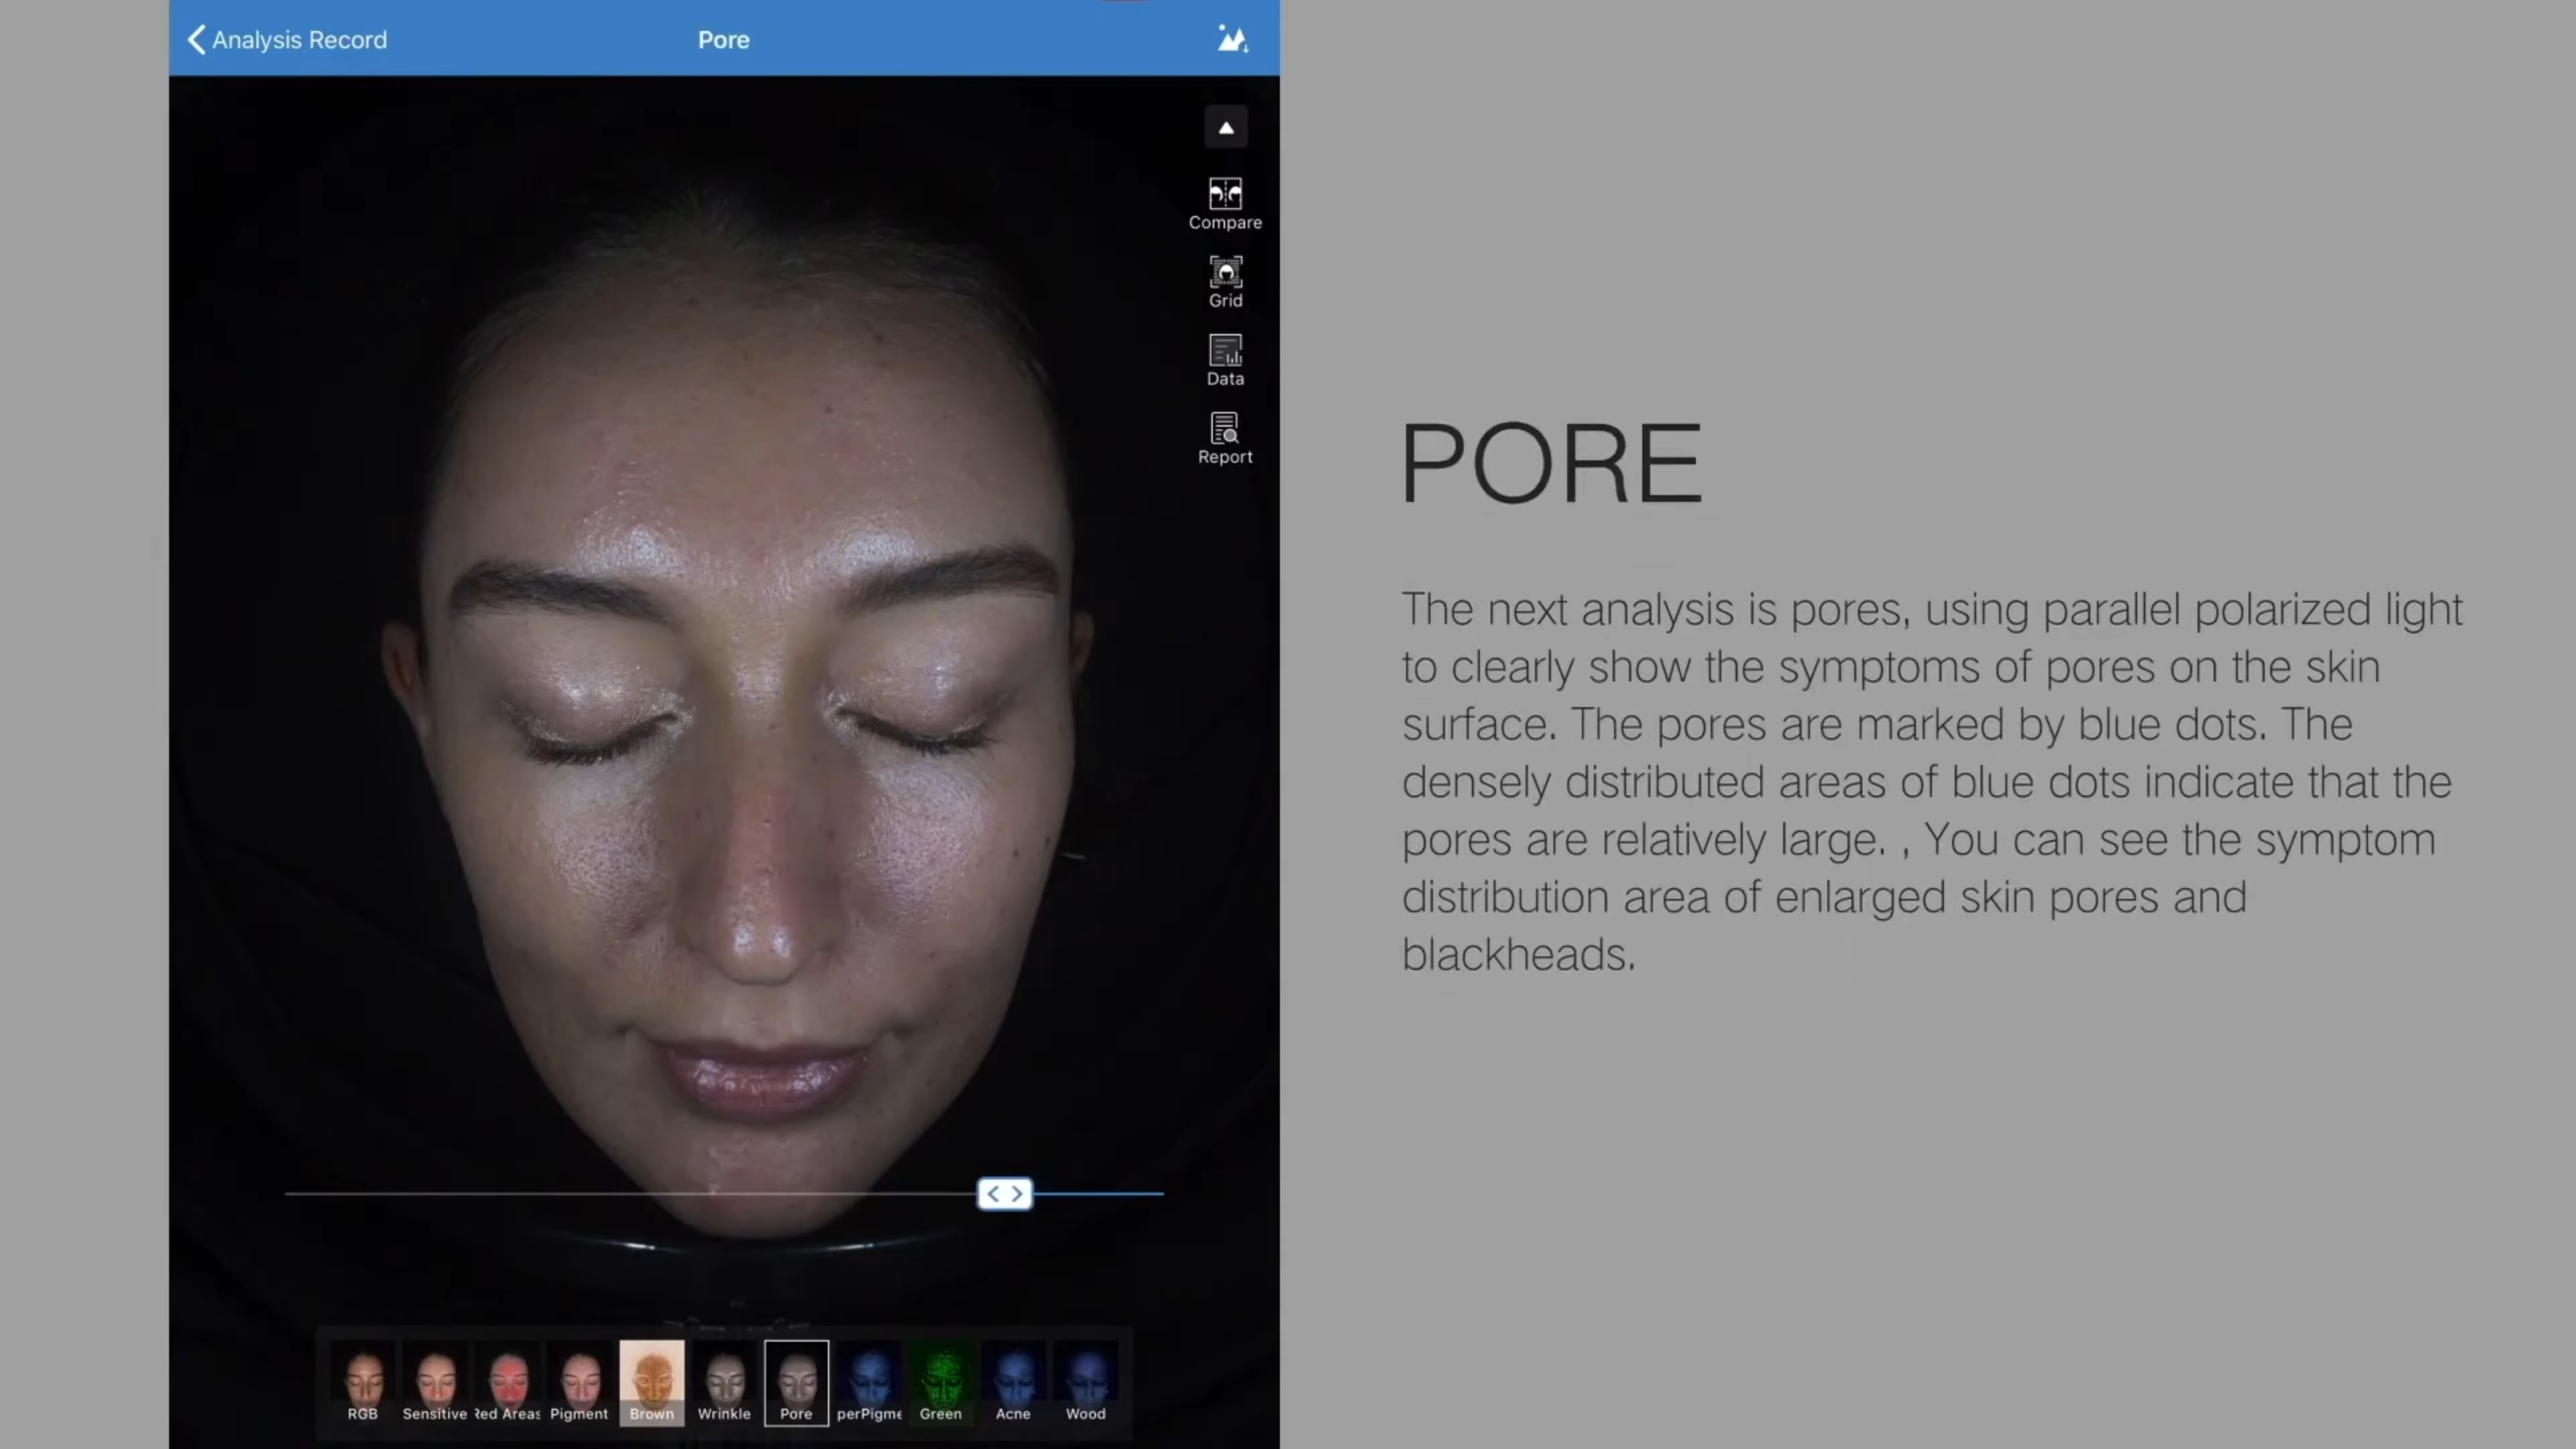 Analysis Record
Pore
Compare
Grid
Data
Report
PORE
The next analysis is pores, using parallel polarized light
to clearly show the symptoms of pores on the skin
surface. The pores are marked by blue dots. The
densely distributed areas of blue dots indicate that the
pores are relatively large. , You can see the symptom
distribution area of enlarged skin pores and
blackheads.
RGB
Sensitive
Red Areas
Pigment
Brown
Wrinkle
Pore
perPigme
Green
Acne
Wood